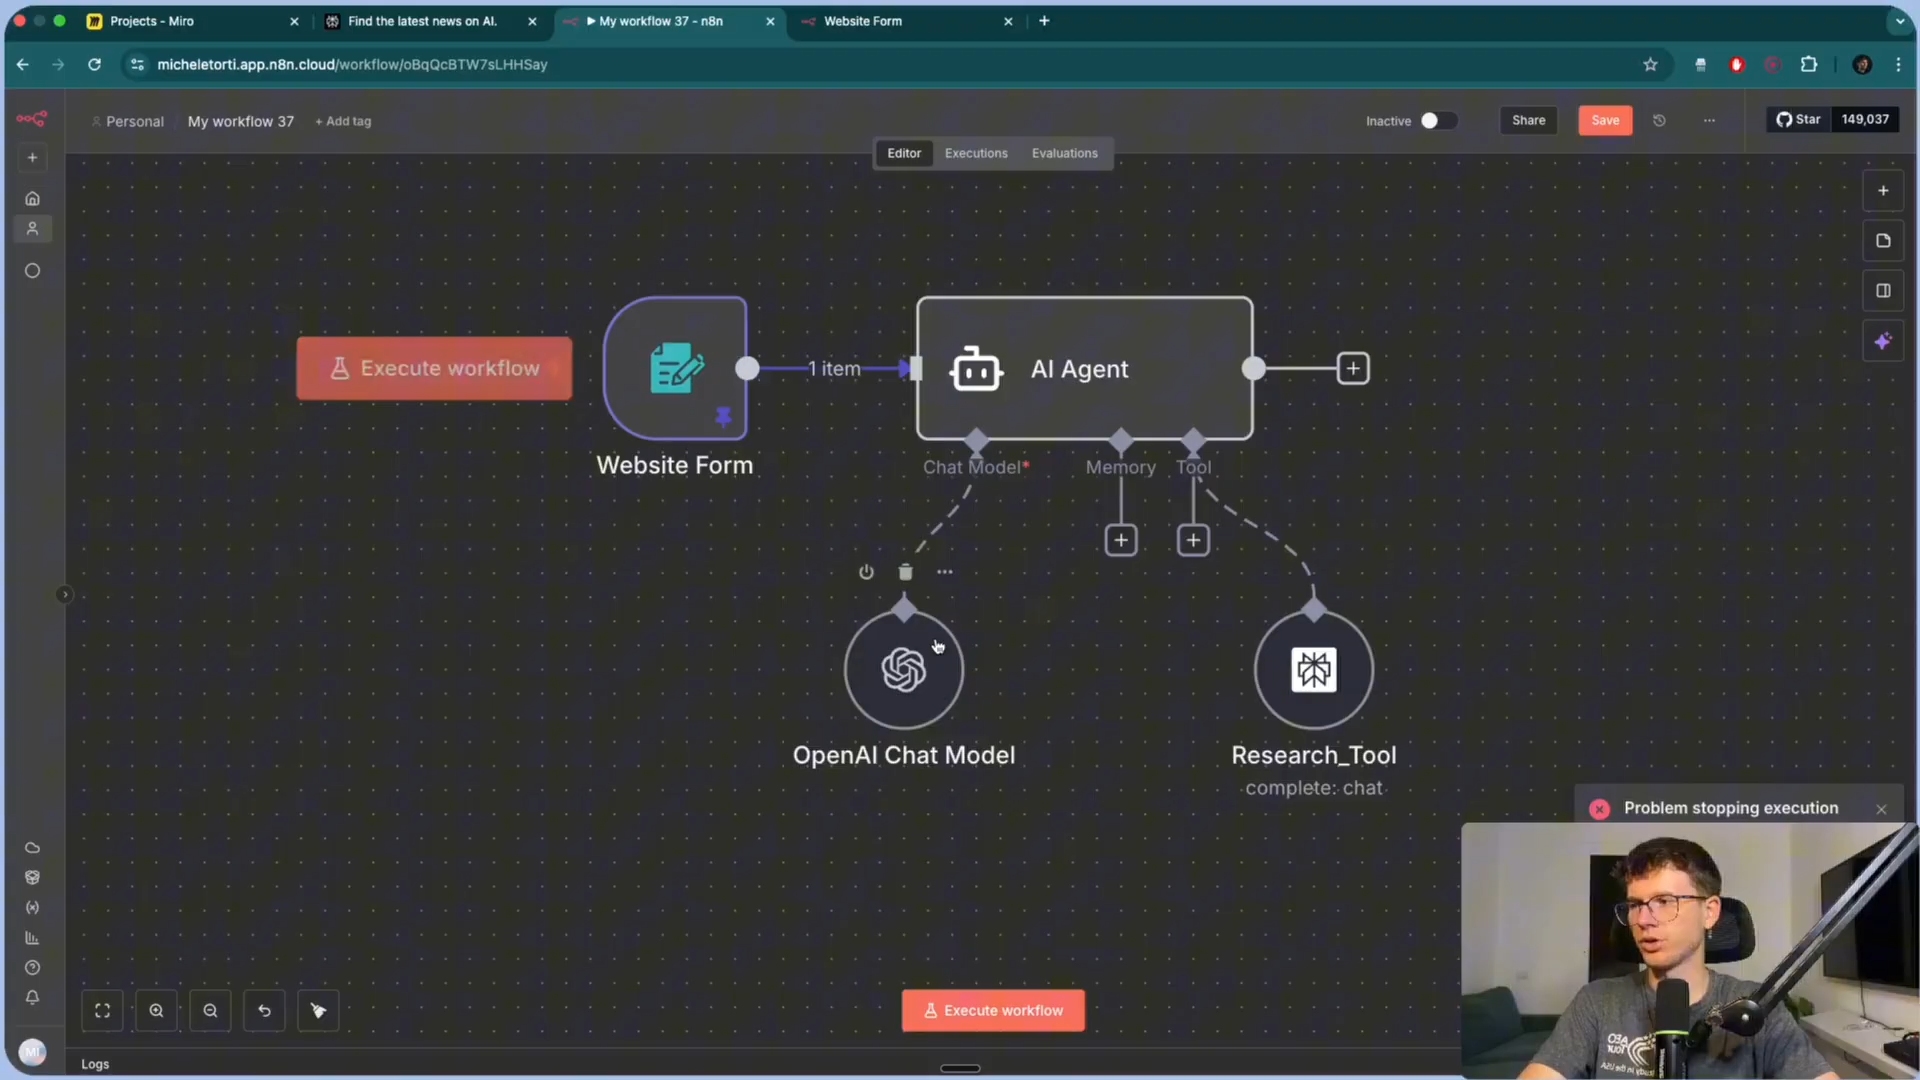 Projects - Miro
Find the latest news on AI.
▶ My workflow 37 - n8n
Website Form
micheletorti.app.n8n.cloud/workflow/oBqQcBTW7sLHHSay
Personal / My workflow 37 + Add tag
Inactive
Share
Save
Star 149,037
Editor Executions Evaluations
Execute workflow
1 item
AI Agent
Website Form
Chat Model*
Memory
Tool
OpenAI Chat Model
Research_Tool
complete: chat
Problem stopping execution
Execute workflow
Logs